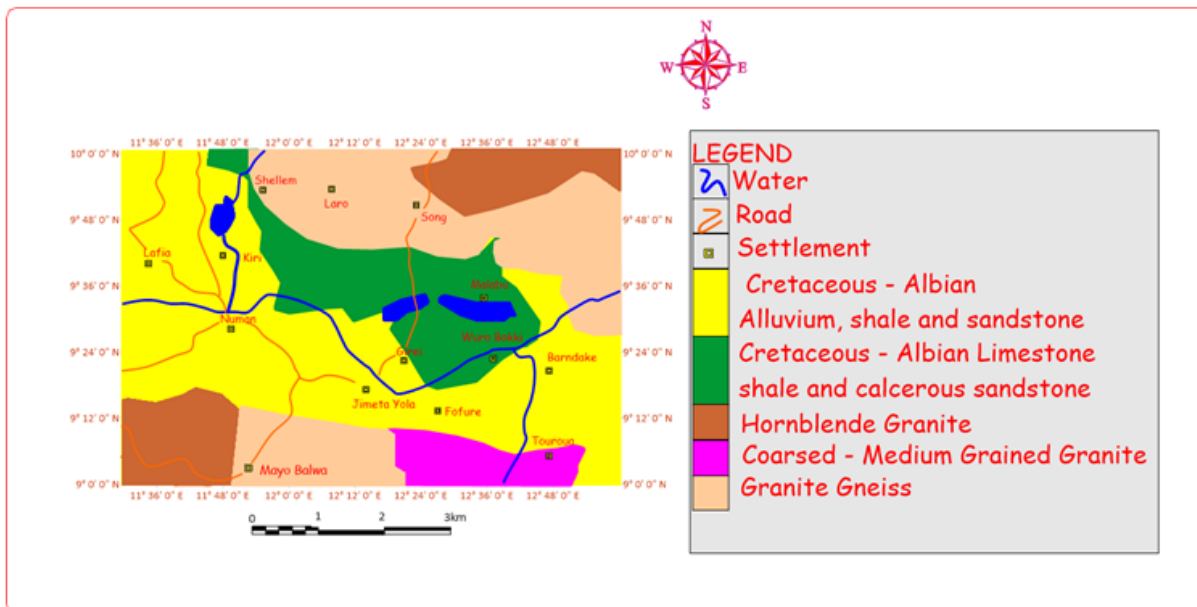 N
W E
S
11° 36' 0" E 11° 48' 0" E 12° 0' 0" E 12° 12' 0" E 12° 24' 0" E 12° 36' 0" E 12° 48' 0" E
10° 0' 0" N 10° 0' 0" N
Shellem
Laro
Song
9° 48' 0" N 9° 48' 0" N
Lafia
Kiri
9° 36' 0" N 9° 36' 0" N
Malabu
Numan
Wuro Bokki
9° 24' 0" N 9° 24' 0" N
Girei
Barndake
Jimeta Yola
Fofure
9° 12' 0" N 9° 12' 0" N
Touroua
Mayo Balwa
9° 0' 0" N 9° 0' 0" N
11° 36' 0" E 11° 48' 0" E 12° 0' 0" E 12° 12' 0" E 12° 24' 0" E 12° 36' 0" E 12° 48' 0" E
0 1 2 3km
LEGEND
Water
Road
Settlement
Cretaceous - Albian
Alluvium, shale and sandstone
Cretaceous - Albian Limestone
shale and calcerous sandstone
Hornblende Granite
Coarsed - Medium Grained Granite
Granite Gneiss